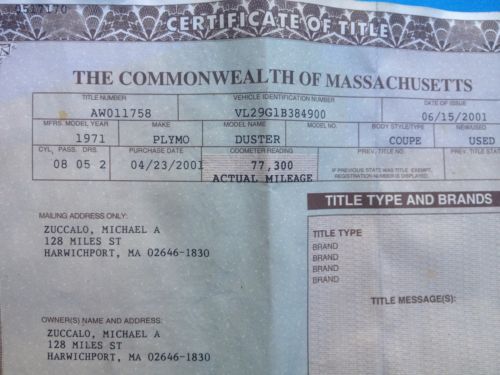 CERTIFICATE OF TITLE
THE COMMONWEALTH OF MASSACHUSETTS
TITLE NUMBER VEHICLE IDENTIFICATION NUMBER DATE OF ISSUE
AW011758 VL29G1B384900 06/15/2001
MFRS. MODEL YEAR MAKE MODEL NAME MODEL NO. BODY STYLE/TYPE NEW/USED
1971 PLYMO DUSTER COUPE USED
CYL. PASS. DRS. PURCHASE DATE ODOMETER READING PREV. TITLE NO. PREV. TITLE STAT
08 05 2 04/23/2001 77,300
ACTUAL MILEAGE
IF PREVIOUS STATE WAS TITLE EXEMPT,
REGISTRATION NUMBER IS DISPLAYED.
TITLE TYPE AND BRANDS
MAILING ADDRESS ONLY:
ZUCCALO, MICHAEL A
128 MILES ST
HARWICHPORT, MA 02646-1830
TITLE TYPE
BRAND
BRAND
BRAND
BRAND
TITLE MESSAGE(S):
OWNER(S) NAME AND ADDRESS:
ZUCCALO, MICHAEL A
128 MILES ST
HARWICHPORT, MA 02646-1830